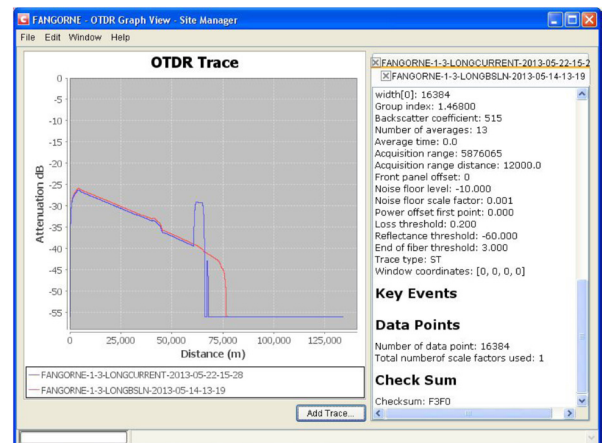 FANGORNE - OTDR Graph View - Site Manager
File Edit Window Help
OTDR Trace
Attenuation dB
0
-5
-10
-15
-20
-25
-30
-35
-40
-45
-50
-55
0 25,000 50,000 75,000 100,000 125,000
Distance (m)
FANGORNE-1-3-LONGCURRENT-2013-05-22-15-28
FANGORNE-1-3-LONGBSLN-2013-05-14-13-19
Add Trace...
FANGORNE-1-3-LONGCURRENT-2013-05-22-15-2
FANGORNE-1-3-LONGBSLN-2013-05-14-13-19
width[0]: 16384
Group index: 1.46800
Backscatter coefficient: 515
Number of averages: 13
Average time: 0.0
Acquisition range: 5876065
Acquisition range distance: 12000.0
Front panel offset: 0
Noise floor level: -10.000
Noise floor scale factor: 0.001
Power offset first point: 0.000
Loss threshold: 0.200
Reflectance threshold: -60.000
End of fiber threshold: 3.000
Trace type: ST
Window coordinates: [0, 0, 0, 0]
Key Events
Data Points
Number of data point: 16384
Total numberof scale factors used: 1
Check Sum
Checksum: F3F0